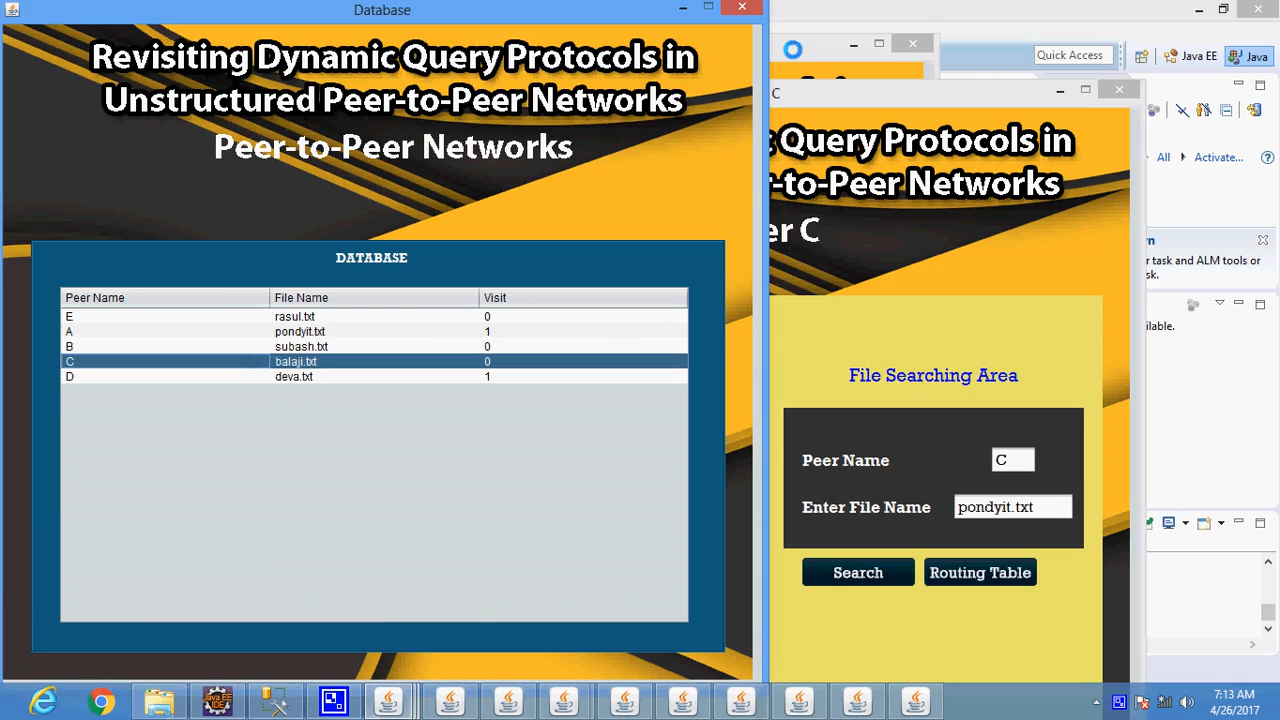 Database
Revisiting Dynamic Query Protocols in
Unstructured Peer-to-Peer Networks
Peer-to-Peer Networks
DATABASE
Peer Name File Name Visit
E rasul.txt 0
A pondyit.txt 1
B subash.txt 0
C balaji.txt 0
D deva.txt 1
Quick Access
Java EE
Java
C
Query Protocols in
-to-Peer Networks
er C
File Searching Area
Peer Name C
Enter File Name pondyit.txt
Search Routing Table
All
Activate...
rn
r task and ALM tools or
sk.
ilable.
Java EE
IDE
7:13 AM
4/26/2017